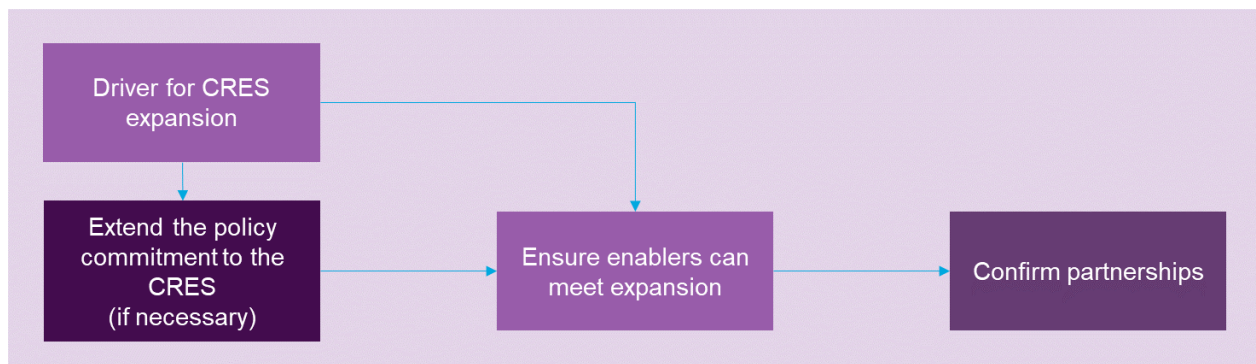 Driver for CRES
expansion
Extend the policy
commitment to the
CRES
(if necessary)
Ensure enablers can
meet expansion
Confirm partnerships